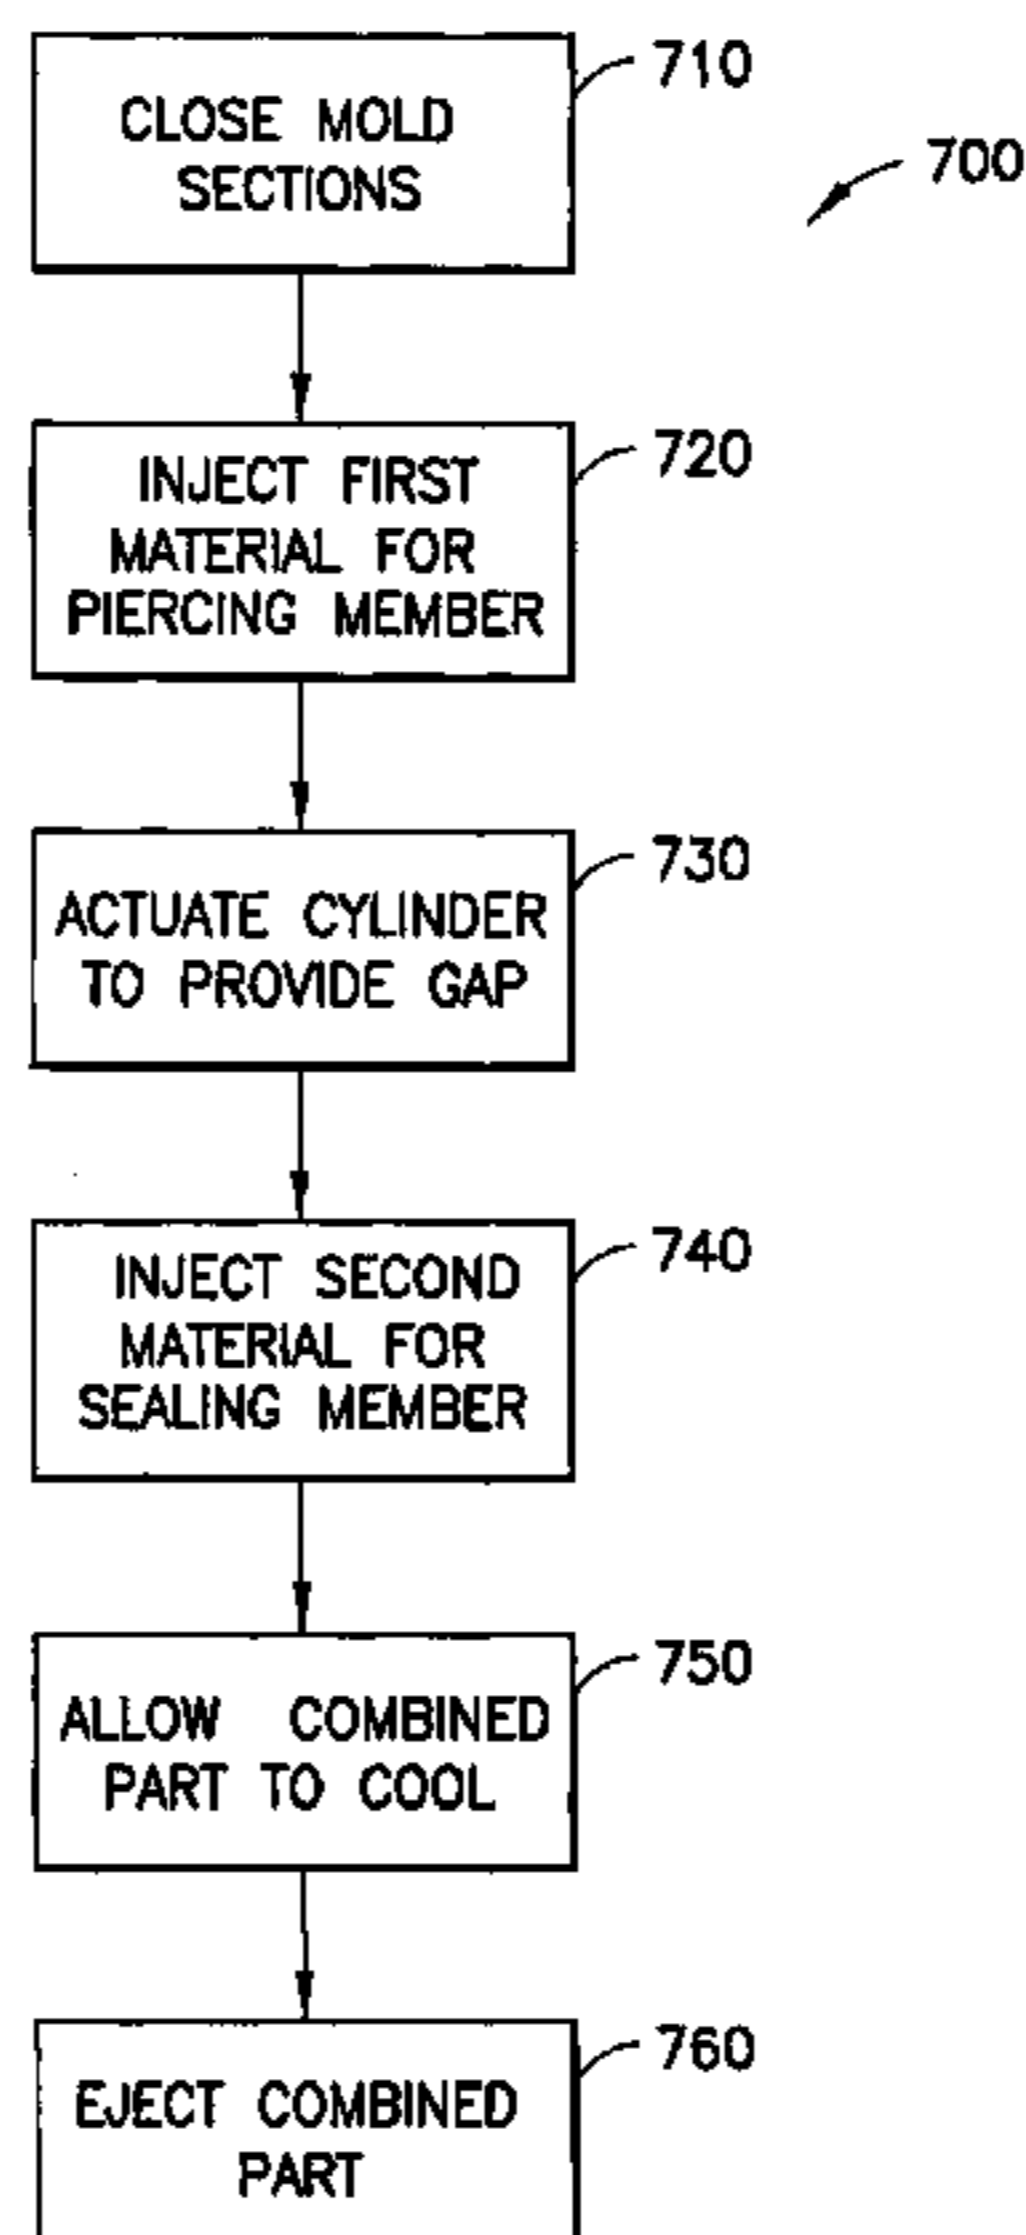 710
CLOSE MOLD
SECTIONS
700
720
INJECT FIRST
MATERIAL FOR
PIERCING MEMBER
730
ACTUATE CYLINDER
TO PROVIDE GAP
740
INJECT SECOND
MATERIAL FOR
SEALING MEMBER
750
ALLOW COMBINED
PART TO COOL
760
EJECT COMBINED
PART